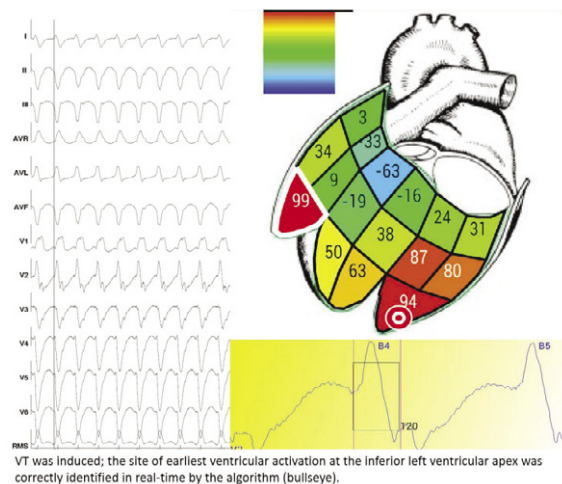 I
II
III
AVR
AVL
AVF
V1
V2
V3
V4
V5
V6
RMS
3
34
-33
9
-63
99
-19
-16
24
31
50
38
63
87
80
94
B4
B5
120
VT was induced; the site of earliest ventricular activation at the inferior left ventricular apex was
correctly identified in real-time by the algorithm (bullseye).